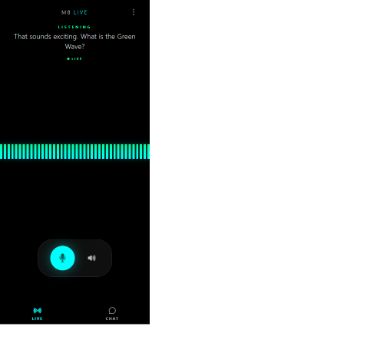 M8 LIVE
LISTENING
That sounds exciting. What is the Green
Wave?
LIVE
LIVE
CHAT